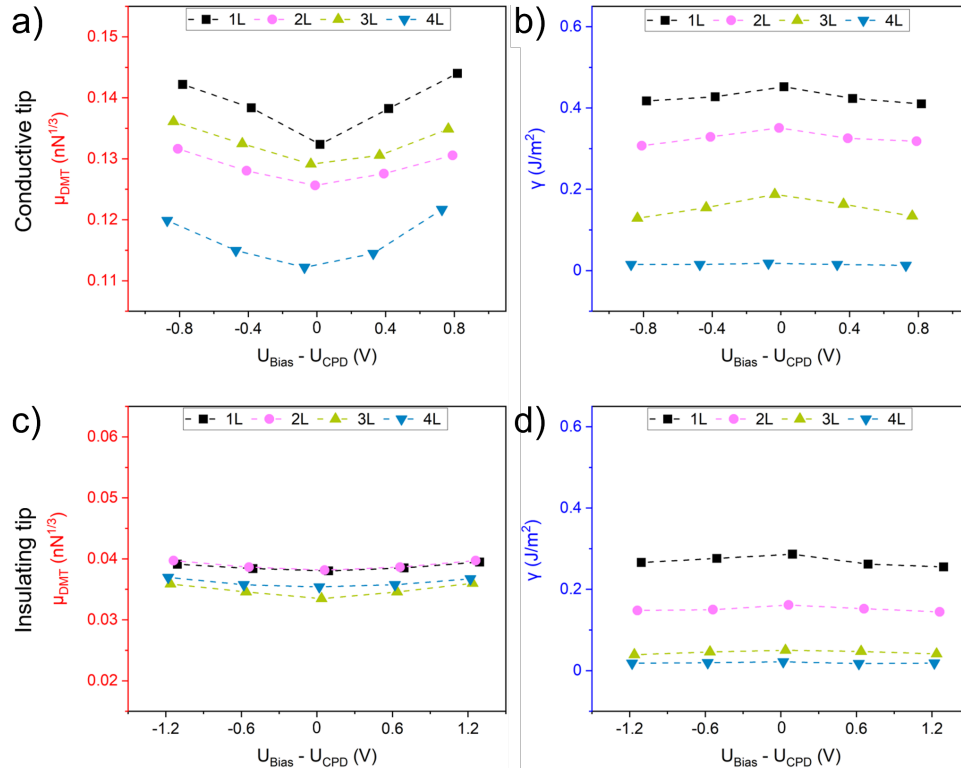 a)
1L 2L 3L 4L
0.15
0.14
0.13
0.12
0.11
μDMT (nN1/3)
Conductive tip
-0.8 -0.4 0 0.4 0.8
UBias - UCPD (V)
b)
1L 2L 3L 4L
0.6
0.4
0.2
0
γ (J/m2)
-0.8 -0.4 0 0.4 0.8
UBias - UCPD (V)
c)
1L 2L 3L 4L
0.06
0.05
0.04
0.03
0.02
μDMT (nN1/3)
Insulating tip
-1.2 -0.6 0 0.6 1.2
UBias - UCPD (V)
d)
1L 2L 3L 4L
0.6
0.4
0.2
0
γ (J/m2)
-1.2 -0.6 0 0.6 1.2
UBias - UCPD (V)